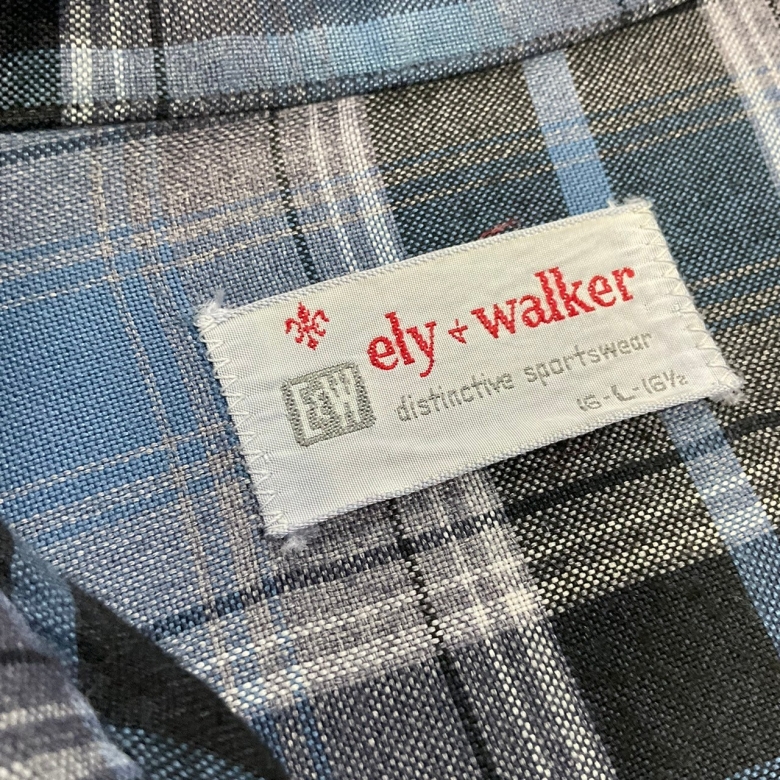 ely + walker
E&W
distinctive sportswear
16-L-16½